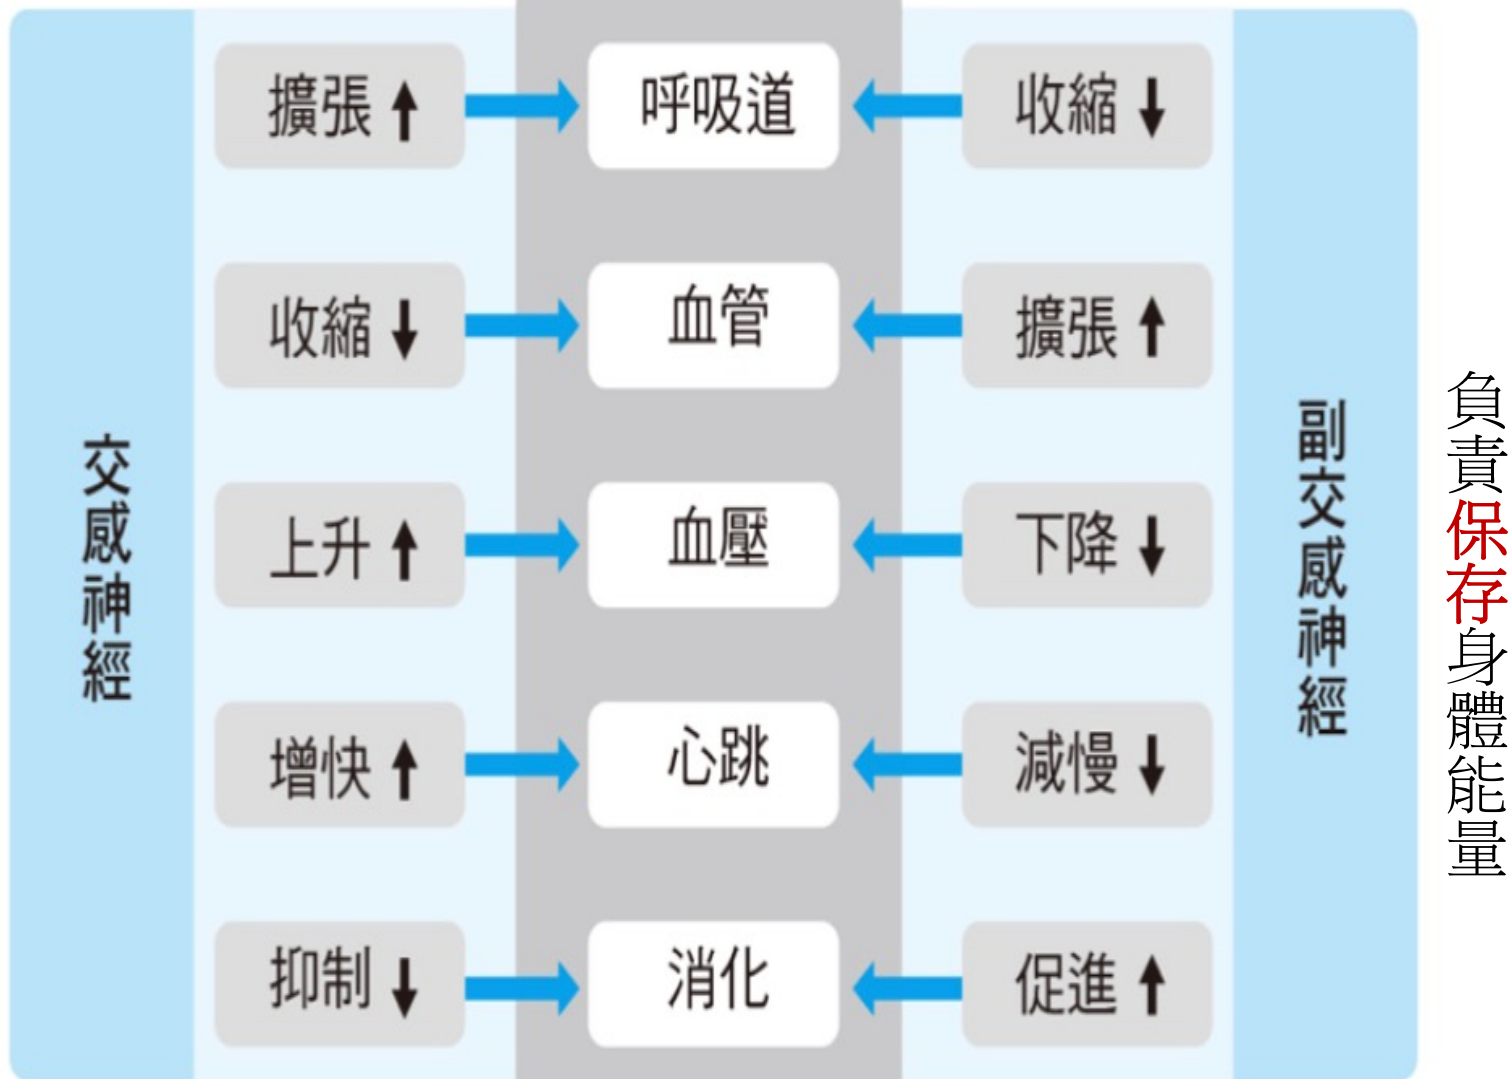 擴張↑ 呼吸道 收縮↓
收縮↓ 血管 擴張↑
上升↑ 血壓 下降↓
增快↑ 心跳 減慢↓
抑制↓ 消化 促進↑
交感神經
副交感神經
負責保存身體能量